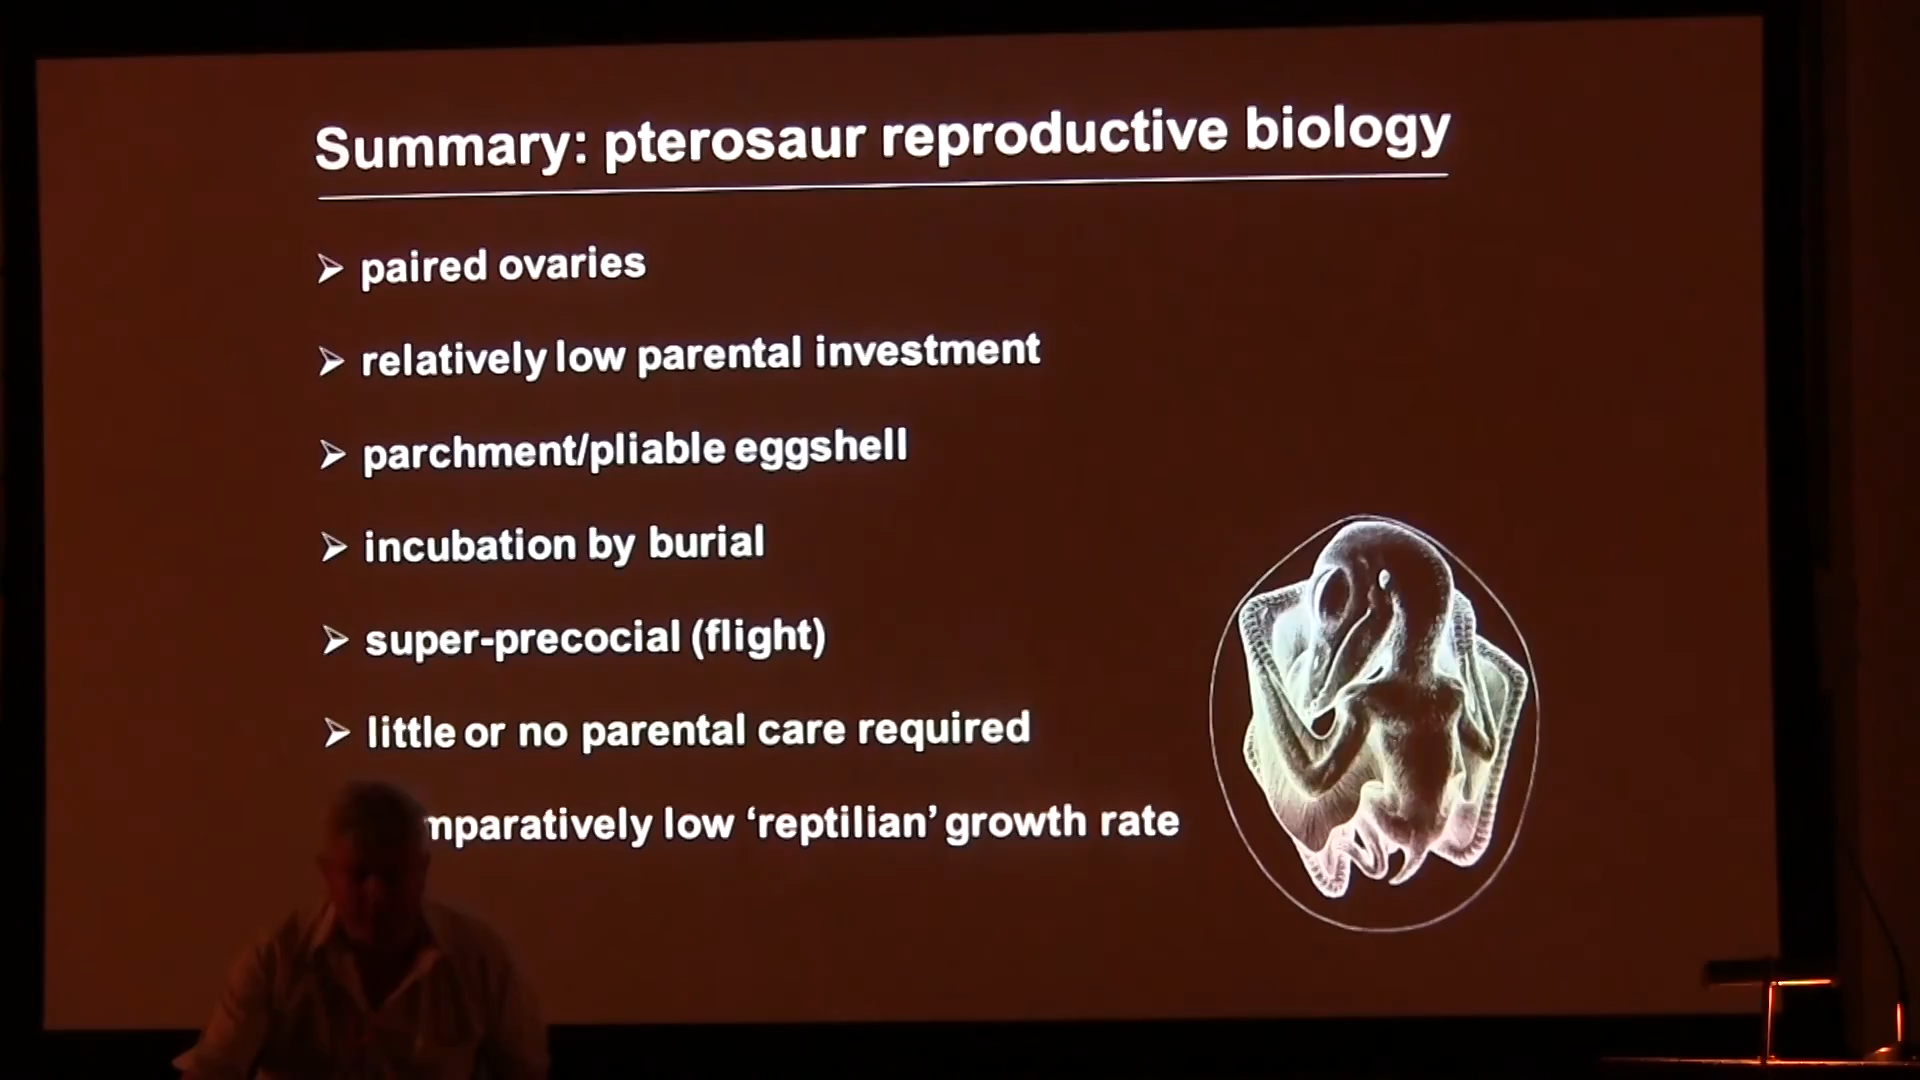 Summary: pterosaur reproductive biology
➢ paired ovaries
➢ relatively low parental investment
➢ parchment/pliable eggshell
➢ incubation by burial
➢ super-precocial (flight)
➢ little or no parental care required
low ‘reptilian’ growth rate